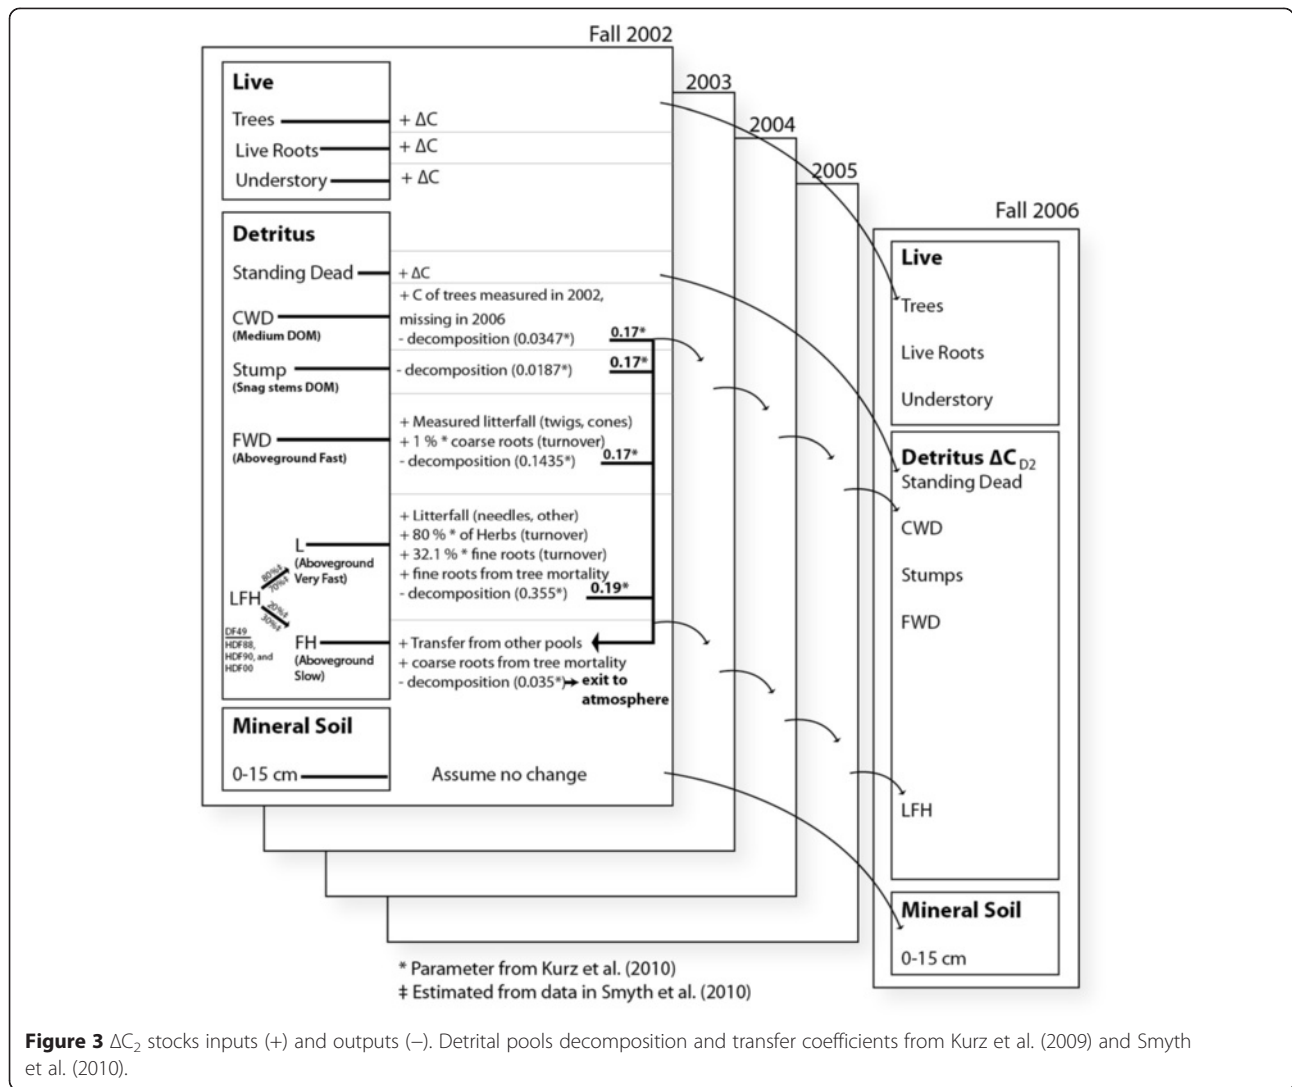 Fall 2002
2003
2004
2005
Fall 2006
Live
Trees + ΔC
Live Roots + ΔC
Understory + ΔC
Detritus
Standing Dead + ΔC
CWD
(Medium DOM)
+ C of trees measured in 2002,
missing in 2006
- decomposition (0.0347*) 0.17*
Stump
(Snag stems DOM)
- decomposition (0.0187*) 0.17*
FWD
(Aboveground Fast)
+ Measured litterfall (twigs, cones)
+ 1 % * coarse roots (turnover)
- decomposition (0.1435*) 0.17*
L
(Aboveground
Very Fast)
+ Litterfall (needles, other)
+ 80 % * of Herbs (turnover)
+ 32.1 % * fine roots (turnover)
+ fine roots from tree mortality
- decomposition (0.355*) 0.19*
80%‡
70%‡
LFH
20%‡
30%‡
DF49
HDF88,
HDF90, and
HDF00
FH
(Aboveground
Slow)
+ Transfer from other pools
+ coarse roots from tree mortality
- decomposition (0.035*) exit to
atmosphere
Mineral Soil
0-15 cm Assume no change
Live
Trees
Live Roots
Understory
Detritus ΔC D2
Standing Dead
CWD
Stumps
FWD
LFH
Mineral Soil
0-15 cm
* Parameter from Kurz et al. (2010)
‡ Estimated from data in Smyth et al. (2010)
Figure 3 ΔC₂ stocks inputs (+) and outputs (−). Detrital pools decomposition and transfer coefficients from Kurz et al. (2009) and Smyth
et al. (2010).